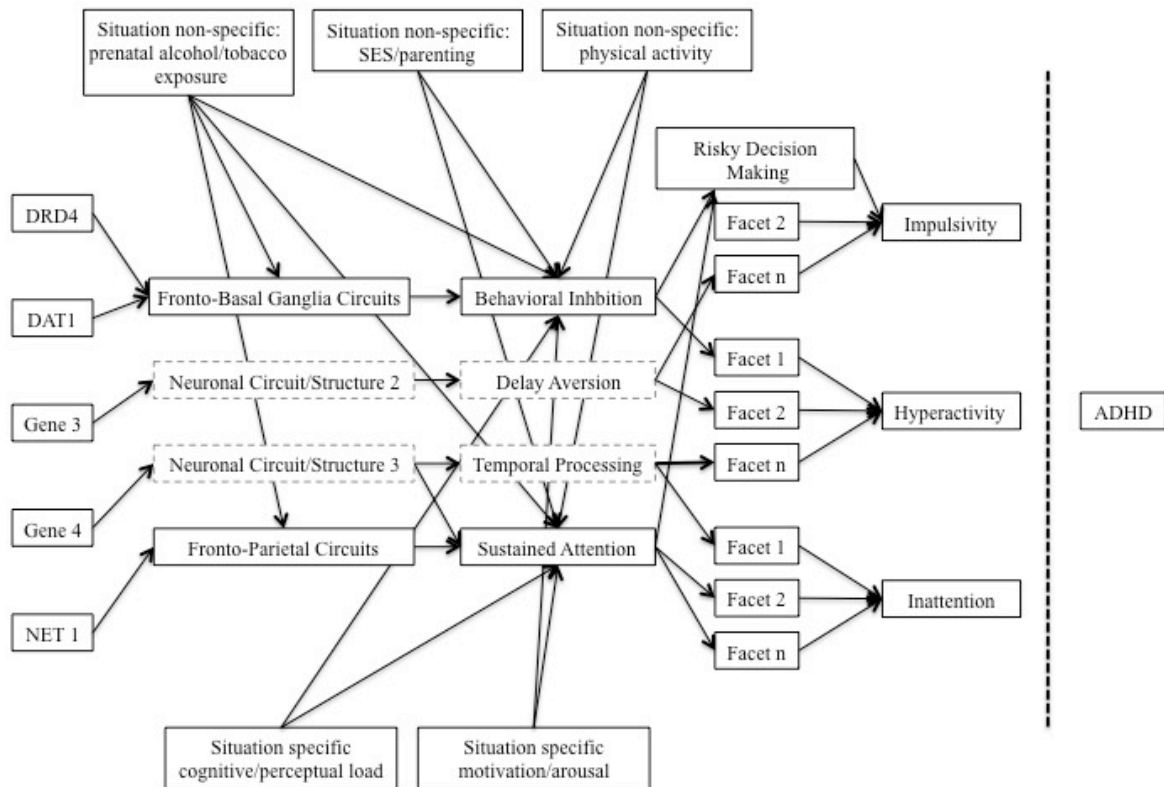 Situation non-specific:
prenatal alcohol/tobacco
exposure
Situation non-specific:
SES/parenting
Situation non-specific:
physical activity
Risky Decision
Making
DRD4
Facet 2
Impulsivity
Facet n
Fronto-Basal Ganglia Circuits
Behavioral Inhbition
DAT1
Facet 1
Neuronal Circuit/Structure 2
Delay Aversion
Gene 3
Facet 2
Hyperactivity
ADHD
Neuronal Circuit/Structure 3
Temporal Processing
Facet n
Gene 4
Fronto-Parietal Circuits
Sustained Attention
Facet 1
Facet 2
Inattention
NET 1
Facet n
Situation specific
cognitive/perceptual load
Situation specific
motivation/arousal